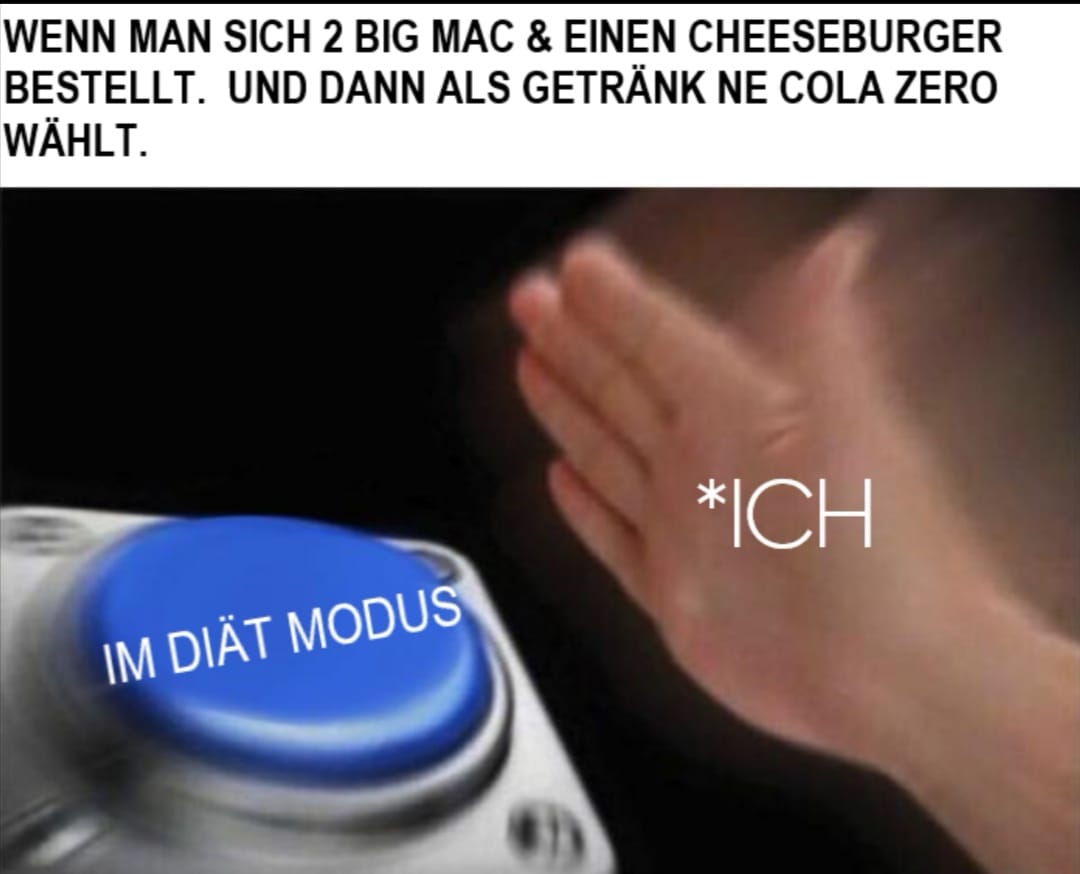 WENN MAN SICH 2 BIG MAC & EINEN CHEESEBURGER
BESTELLT. UND DANN ALS GETRÄNK NE COLA ZERO
WÄHLT.
*ICH
IM DIÄT MODUS